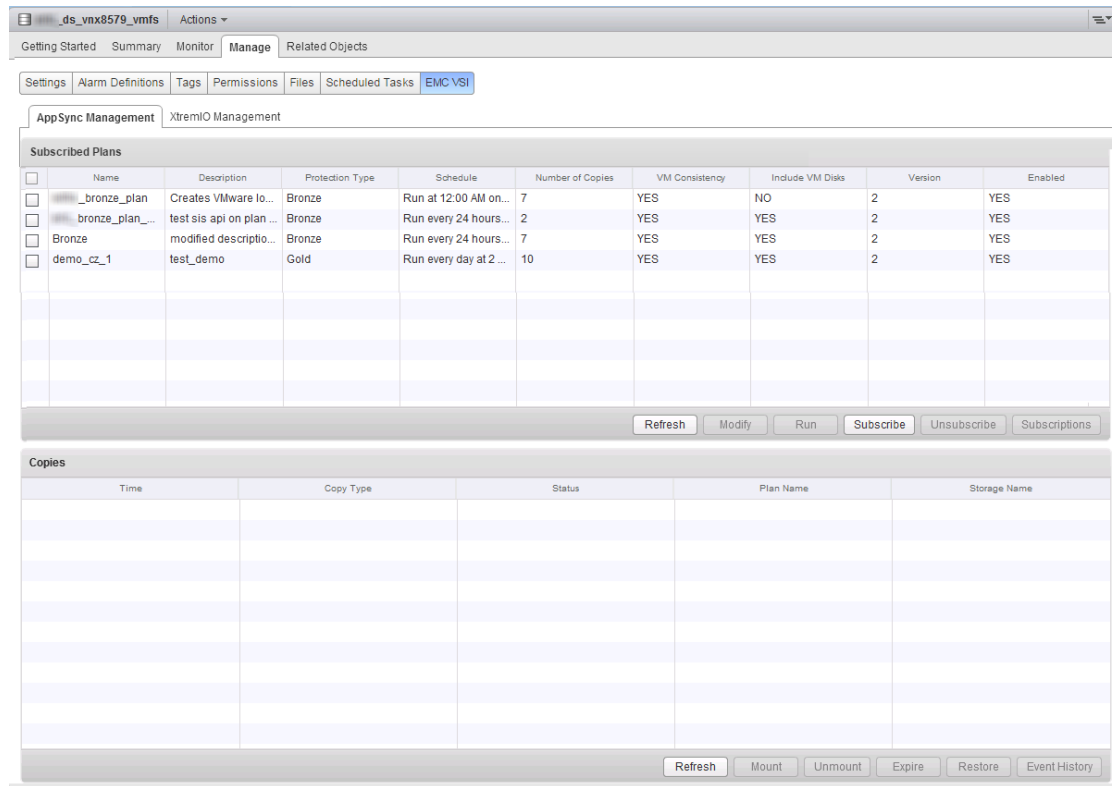 _ds_vnx8579_vmfs Actions
Getting Started Summary Monitor Manage Related Objects
Settings Alarm Definitions Tags Permissions Files Scheduled Tasks EMC VSI
AppSync Management XtremIO Management
Subscribed Plans
Name Description Protection Type Schedule Number of Copies VM Consistency Include VM Disks Version Enabled
_bronze_plan Creates VMware lo... Bronze Run at 12:00 AM on... 7 YES NO 2 YES
_bronze_plan_... test sis api on plan ... Bronze Run every 24 hours... 2 YES YES 2 YES
Bronze modified descriptio... Bronze Run every 24 hours... 7 YES YES 2 YES
demo_cz_1 test_demo Gold Run every day at 2 ... 10 YES YES 2 YES
Refresh Modify Run Subscribe Unsubscribe Subscriptions
Copies
Time Copy Type Status Plan Name Storage Name
Refresh Mount Unmount Expire Restore Event History